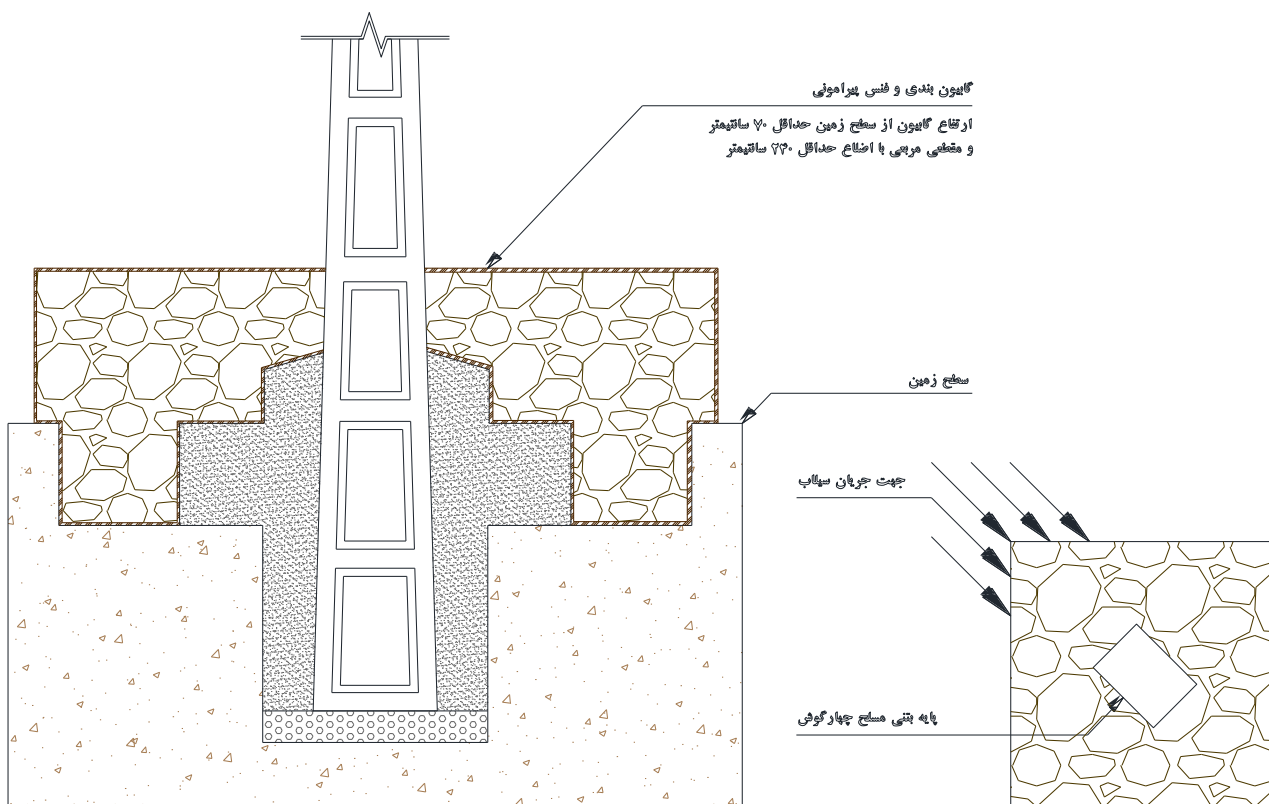 گابیون بندی و فنس پیرامونی
ارتفاع گابیون از سطح زمین حداقل ۷۰ سانتیمتر
و مقطعی مربعی با اضلاع حداقل ۲۴۰ سانتیمتر
سطح زمین
جهت جریان سیلاب
پایه بتنی مسلح چهارگوش